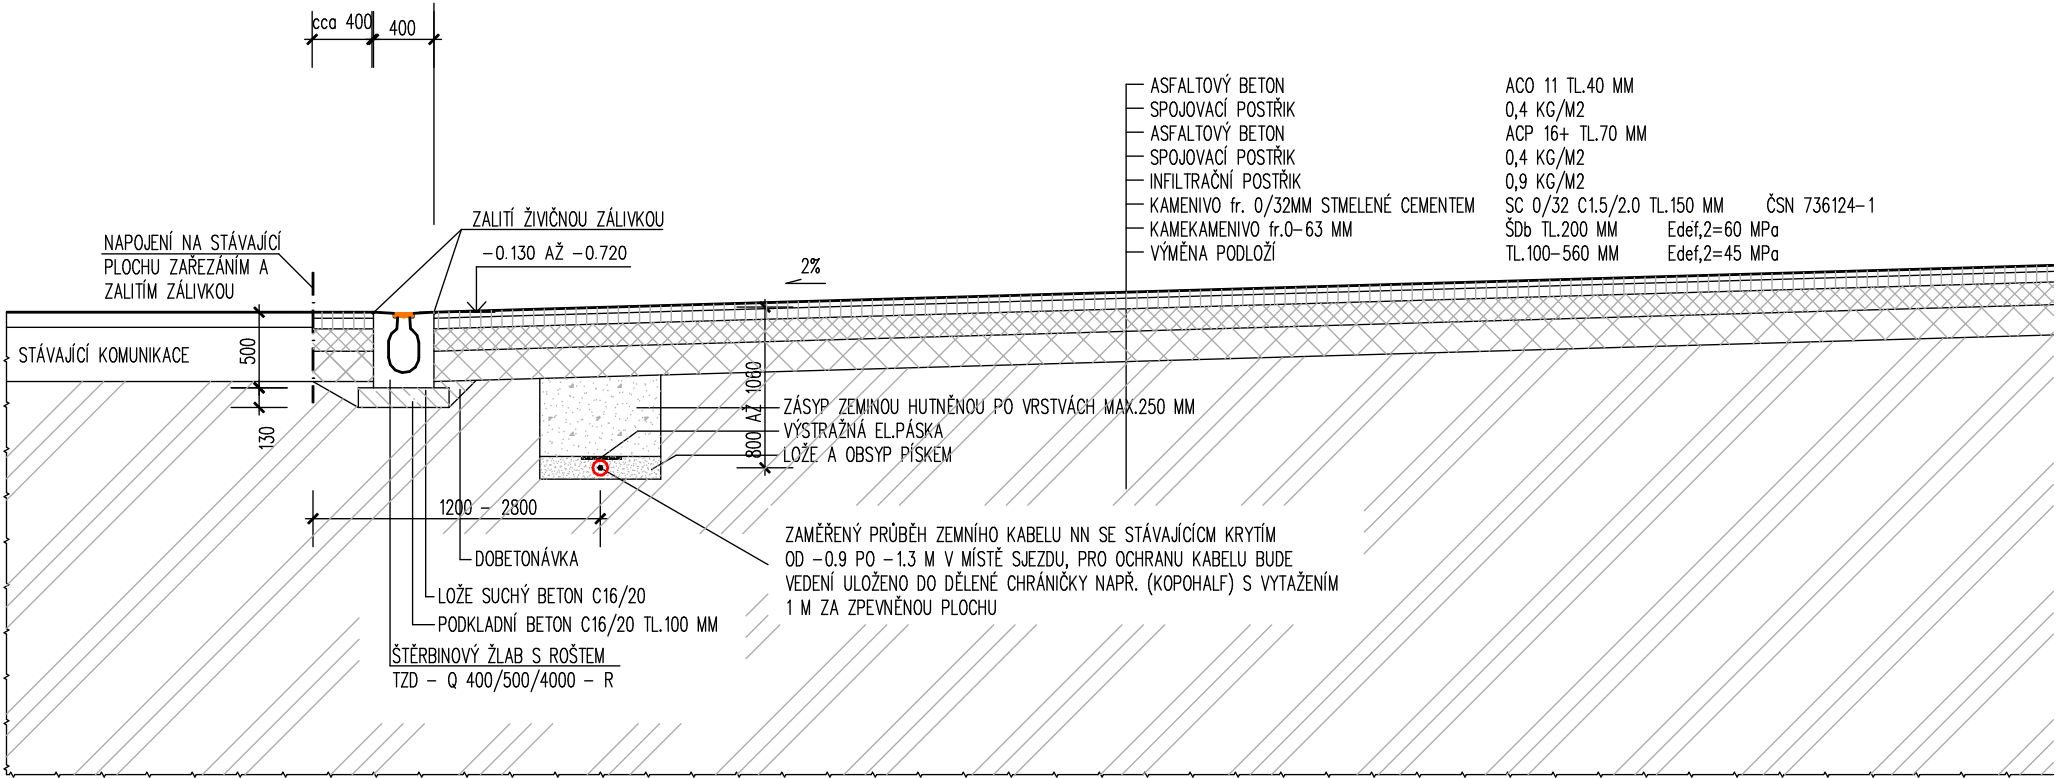 cca 400
400
ASFALTOVÝ BETON ACO 11 TL.40 MM
SPOJOVACÍ POSTŘIK 0,4 KG/M2
ASFALTOVÝ BETON ACP 16+ TL.70 MM
SPOJOVACÍ POSTŘIK 0,4 KG/M2
INFILTRAČNÍ POSTŘIK 0,9 KG/M2
KAMENIVO fr. 0/32MM STMELENÉ CEMENTEM SC 0/32 C1.5/2.0 TL.150 MM ČSN 736124-1
KAMEKAMENIVO fr.0-63 MM ŠDb TL.200 MM Edef,2=60 MPa
VÝMĚNA PODLOŽÍ TL.100-560 MM Edef,2=45 MPa
ZALITÍ ŽIVIČNOU ZÁLIVKOU
-0.130 AŽ -0.720
2%
NAPOJENÍ NA STÁVAJÍCÍ
PLOCHU ZAŘEZÁNÍM A
ZALITÍM ZÁLIVKOU
STÁVAJÍCÍ KOMUNIKACE
500
130
800 AŽ 1060
ZÁSYP ZEMINOU HUTNĚNOU PO VRSTVÁCH MAX.250 MM
VÝSTRAŽNÁ EL.PÁSKA
LOŽE A OBSYP PÍSKEM
1200 - 2800
ZAMĚŘENÝ PRŮBĚH ZEMNÍHO KABELU NN SE STÁVAJÍCÍCM KRYTÍM
OD -0.9 PO -1.3 M V MÍSTĚ SJEZDU, PRO OCHRANU KABELU BUDE
VEDENÍ ULOŽENO DO DĚLENÉ CHRÁNIČKY NAPŘ. (KOPOHALF) S VYTAŽENÍM
1 M ZA ZPEVNĚNOU PLOCHU
DOBETONÁVKA
LOŽE SUCHÝ BETON C16/20
PODKLADNÍ BETON C16/20 TL.100 MM
ŠTĚRBINOVÝ ŽLAB S ROŠTEM
TZD - Q 400/500/4000 - R